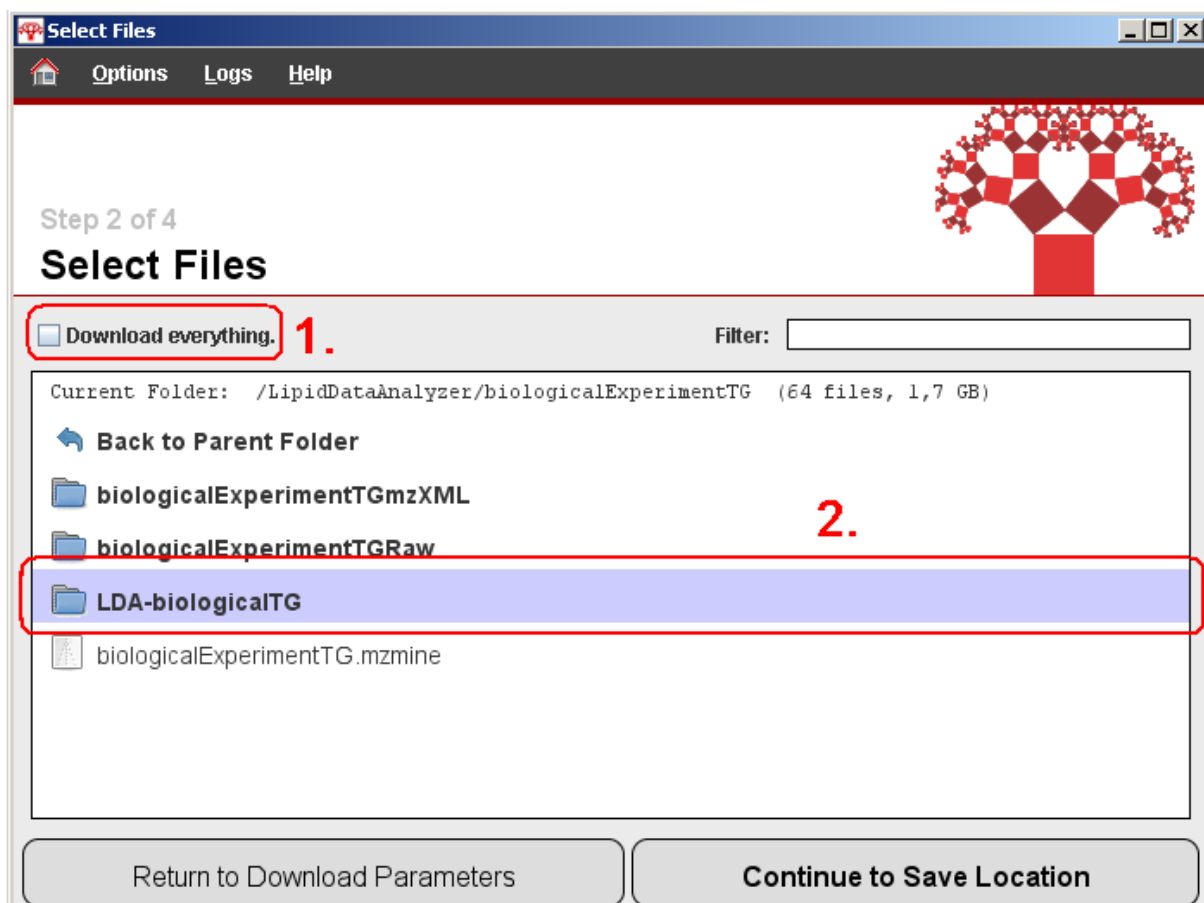 Select Files
Options Logs Help
Step 2 of 4
Select Files
Download everything. 1. Filter:
Current Folder: /LipidDataAnalyzer/biologicalExperimentTG (64 files, 1,7 GB)
Back to Parent Folder
biologicalExperimentTGmzXML
2.
biologicalExperimentTGRaw
LDA-biologicalTG
biologicalExperimentTG.mzmine
Return to Download Parameters Continue to Save Location